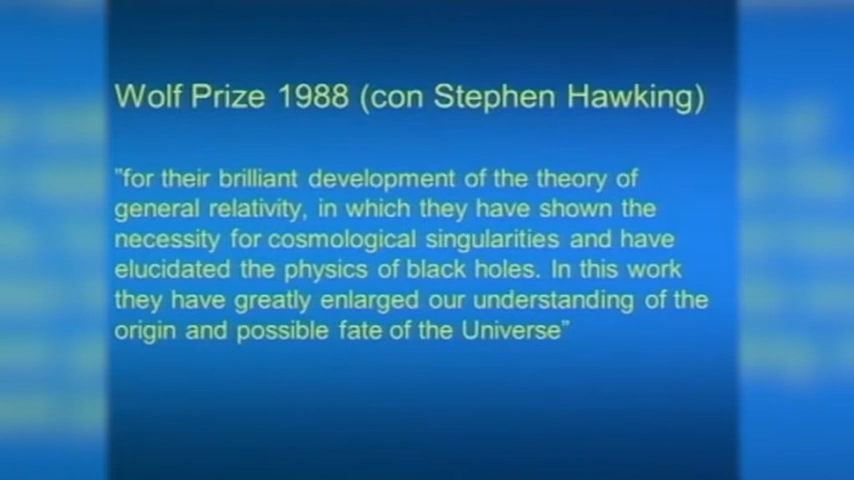 Wolf Prize 1988 (con Stephen Hawking)
"for their brilliant development of the theory of
general relativity, in which they have shown the
necessity for cosmological singularities and have
elucidated the physics of black holes. In this work
they have greatly enlarged our understanding of the
origin and possible fate of the Universe"